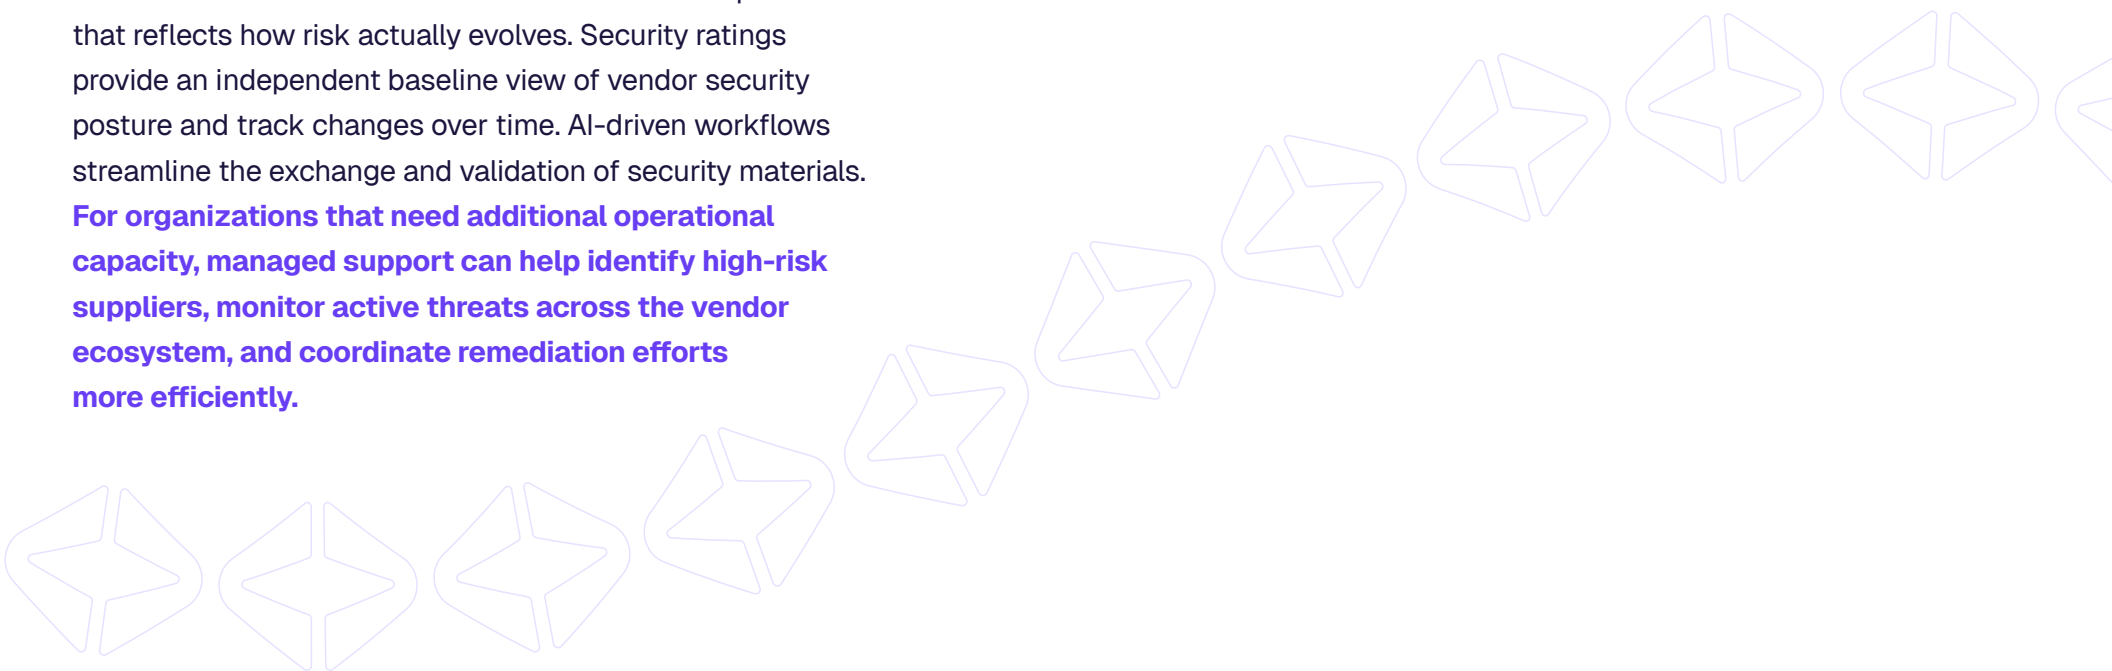 that reflects how risk actually evolves. Security ratings
provide an independent baseline view of vendor security
posture and track changes over time. AI-driven workflows
streamline the exchange and validation of security materials.
For organizations that need additional operational
capacity, managed support can help identify high-risk
suppliers, monitor active threats across the vendor
ecosystem, and coordinate remediation efforts
more efficiently.